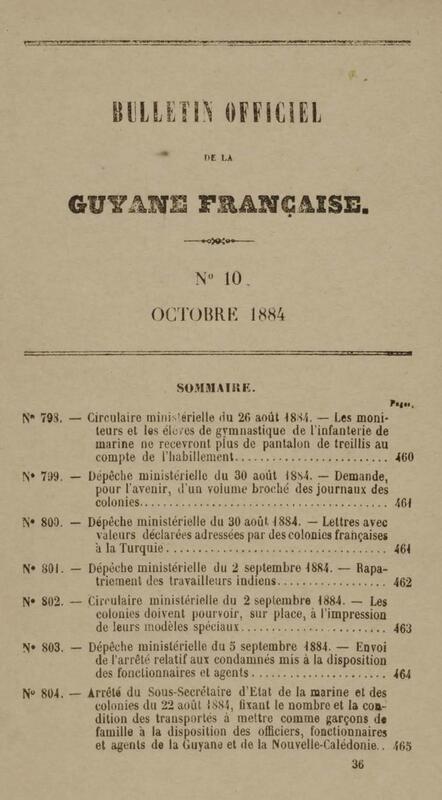 BULLETIN OFFICIEL
DE LA
GUYANE FRANÇAISE.
N° 10.
OCTOBRE 1884
SOMMAIRE.
Pages.
N° 798. — Circulaire ministérielle du 26 août 1884. — Les moni-
teurs et les élèves de gymnastique de l'infanterie de
marine ne recevront plus de pantalon de treillis au
compte de l'habillement........................ 460
N° 799. — Dépêche ministérielle du 30 août 1884. — Demande,
pour l'avenir, d'un volume broché des journaux des
colonies........................................ 461
N° 800. — Dépêche ministérielle du 30 août 1884. — Lettres avec
valeurs déclarées adressées par des colonies françaises
à la Turquie.................................... 461
N° 801. — Dépêche ministérielle du 2 septembre 1884. — Rapa-
triement des travailleurs indiens................. 462
N° 802. — Circulaire ministérielle du 2 septembre 1884. — Les
colonies doivent pourvoir, sur place, à l'impression
de leurs modèles spéciaux........................ 463
N° 803. — Dépêche ministérielle du 5 septembre 1884. — Envoi
de l'arrêté relatif aux condamnés mis à la disposition
des fonctionnaires et agents...................... 464
N° 804. — Arrêté du Sous-Secrétaire d'Etat de la marine et des
colonies du 22 août 1884, fixant le nombre et la con-
dition des transportés à mettre comme garçons de
famille à la disposition des officiers, fonctionnaires
et agents de la Guyane et de la Nouvelle-Calédonie.. 465
36